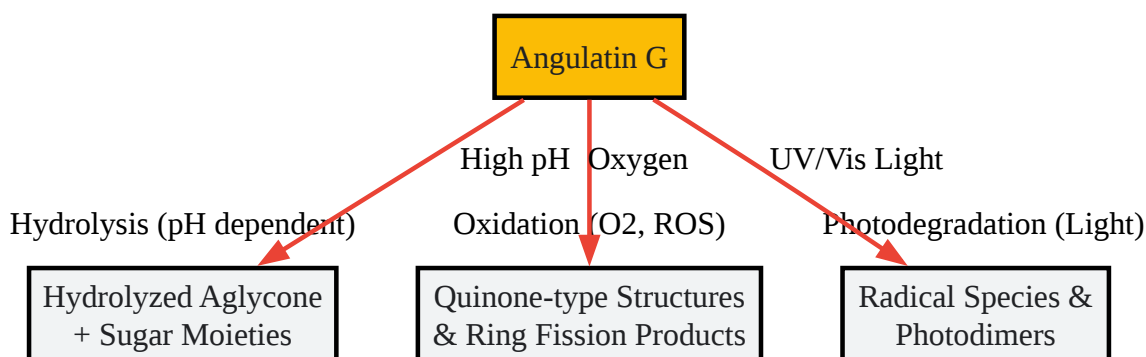 Angulatin G
High pH
Oxygen
UV/Vis Light
Hydrolysis (pH dependent)
Oxidation (O2, ROS)
Photodegradation (Light)
Hydrolyzed Aglycone
+ Sugar Moieties
Quinone-type Structures
& Ring Fission Products
Radical Species &
Photodimers